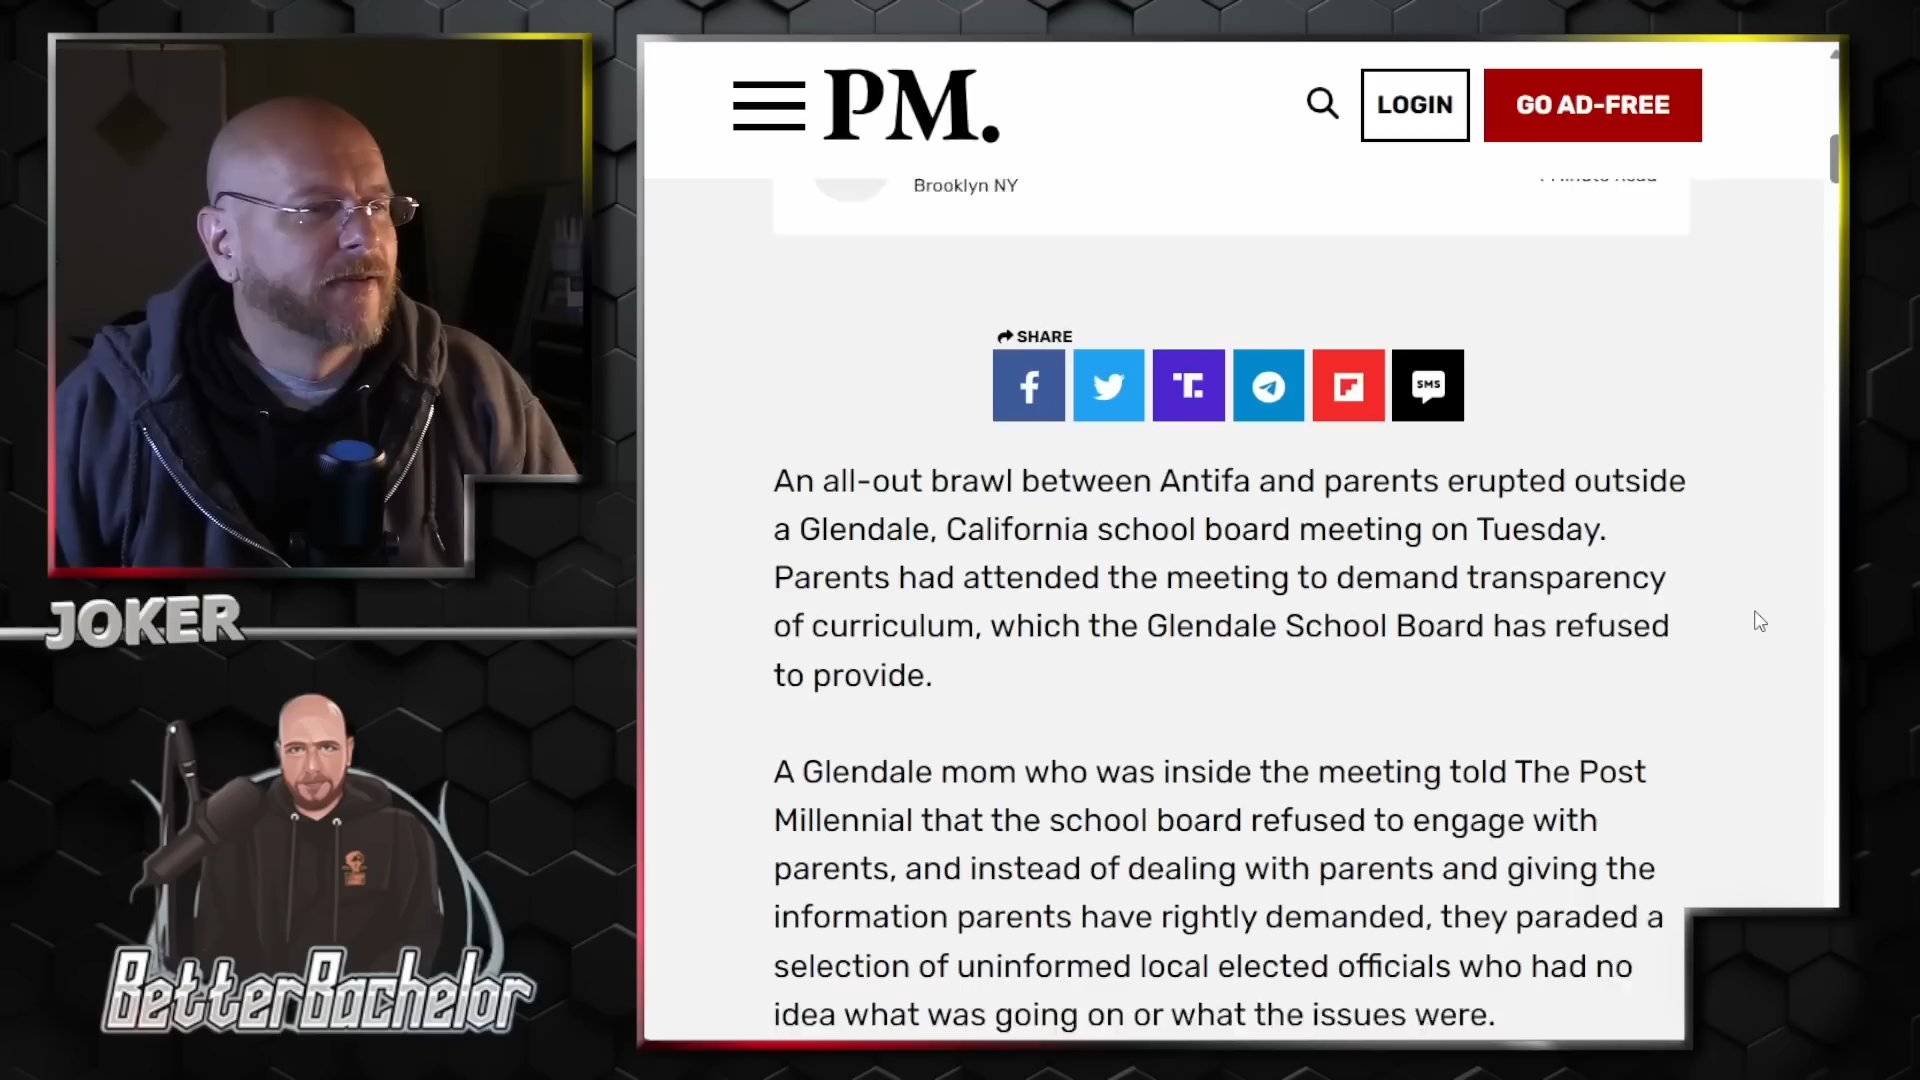 PM.
LOGIN
GO AD-FREE
Brooklyn NY
SHARE
SMS
An all-out brawl between Antifa and parents erupted outside
a Glendale, California school board meeting on Tuesday.
Parents had attended the meeting to demand transparency
of curriculum, which the Glendale School Board has refused
to provide.
A Glendale mom who was inside the meeting told The Post
Millennial that the school board refused to engage with
parents, and instead of dealing with parents and giving the
information parents have rightly demanded, they paraded a
selection of uninformed local elected officials who had no
idea what was going on or what the issues were.
JOKER
BetterBachelor